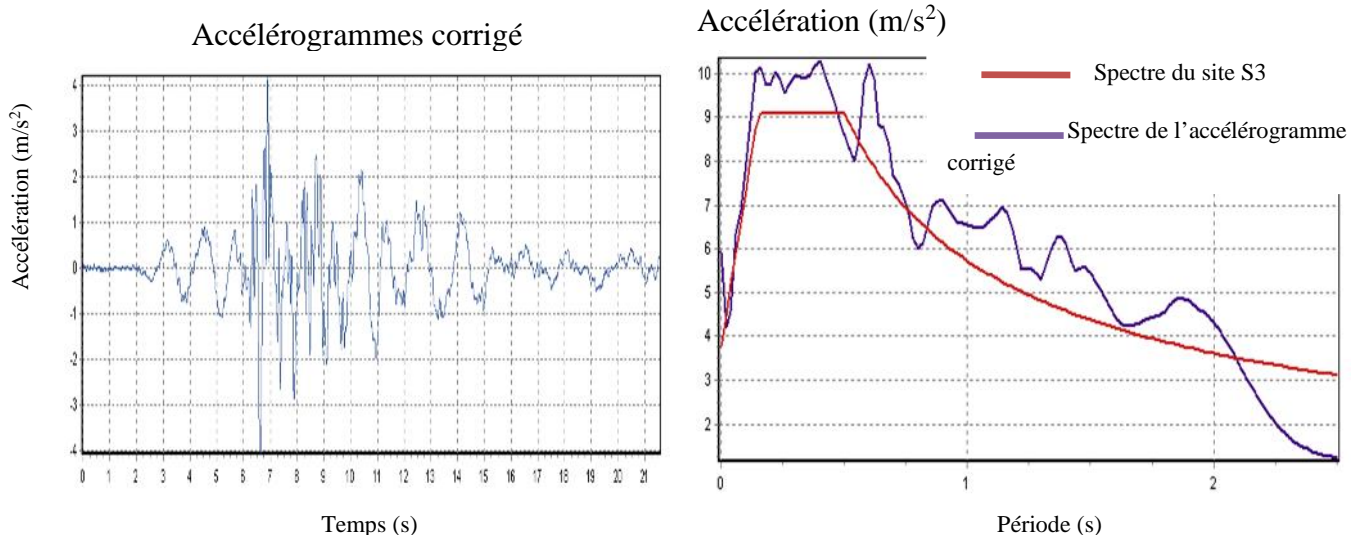 Accélérogrammes corrigé
Accélération (m/s²)
4
3
2
1
0
-1
-2
-3
-4
0 1 2 3 4 5 6 7 8 9 10 11 12 13 14 15 16 17 18 19 20 21
Temps (s)
Accélération (m/s²)
10
9
8
7
6
5
4
3
2
0 1 2
Période (s)
Spectre du site S3
Spectre de l’accélérogramme
corrigé